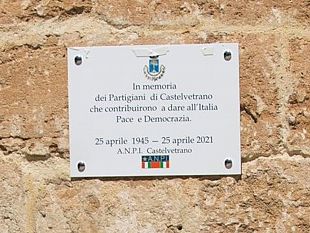 In memoria
dei Partigiani di Castelvetrano
che contribuirono a dare all'Italia
Pace e Democrazia.
25 aprile 1945 — 25 aprile 2021
A.N.P.I. Castelvetrano
A.N.P.I.